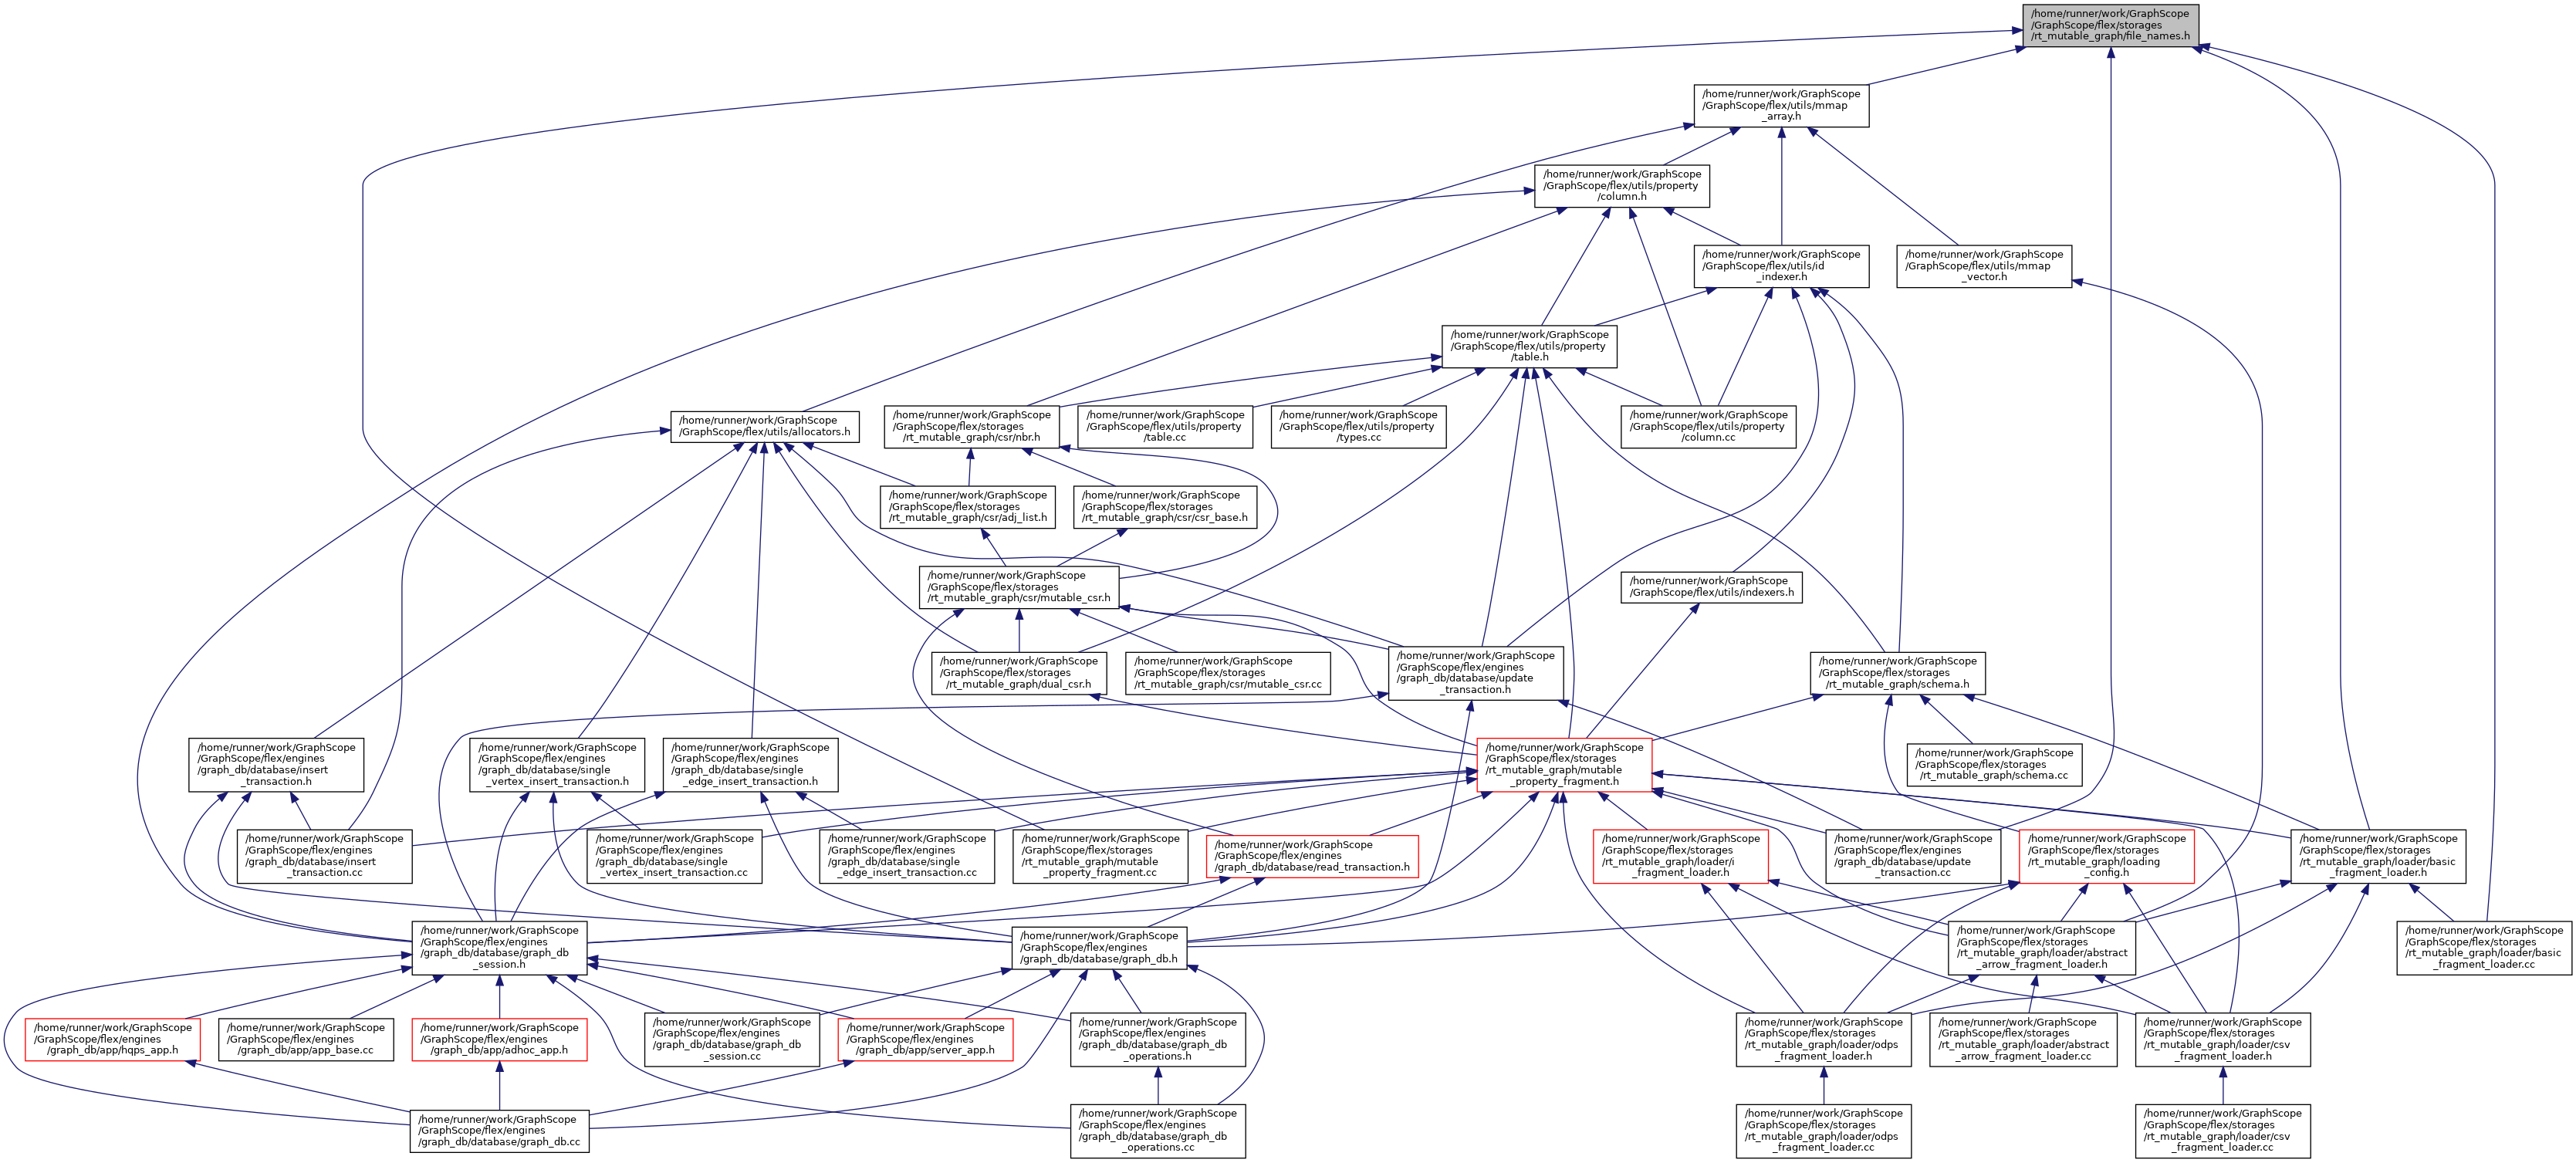 /home/runner/work/GraphScope
/GraphScope/flex/storages
/rt_mutable_graph/file_names.h
/home/runner/work/GraphScope
/GraphScope/flex/utils/mmap
_array.h
/home/runner/work/GraphScope
/GraphScope/flex/utils/property
/column.h
/home/runner/work/GraphScope
/GraphScope/flex/utils/id
_indexer.h
/home/runner/work/GraphScope
/GraphScope/flex/utils/mmap
_vector.h
/home/runner/work/GraphScope
/GraphScope/flex/utils/property
/table.h
/home/runner/work/GraphScope
/GraphScope/flex/utils/allocators.h
/home/runner/work/GraphScope
/GraphScope/flex/storages
/rt_mutable_graph/csr/nbr.h
/home/runner/work/GraphScope
/GraphScope/flex/utils/property
/table.cc
/home/runner/work/GraphScope
/GraphScope/flex/utils/property
/types.cc
/home/runner/work/GraphScope
/GraphScope/flex/utils/property
/column.cc
/home/runner/work/GraphScope
/GraphScope/flex/storages
/rt_mutable_graph/csr/adj_list.h
/home/runner/work/GraphScope
/GraphScope/flex/storages
/rt_mutable_graph/csr/csr_base.h
/home/runner/work/GraphScope
/GraphScope/flex/storages
/rt_mutable_graph/csr/mutable_csr.h
/home/runner/work/GraphScope
/GraphScope/flex/utils/indexers.h
/home/runner/work/GraphScope
/GraphScope/flex/storages
/rt_mutable_graph/dual_csr.h
/home/runner/work/GraphScope
/GraphScope/flex/storages
/rt_mutable_graph/csr/mutable_csr.cc
/home/runner/work/GraphScope
/GraphScope/flex/engines
/graph_db/database/update
_transaction.h
/home/runner/work/GraphScope
/GraphScope/flex/storages
/rt_mutable_graph/schema.h
/home/runner/work/GraphScope
/GraphScope/flex/engines
/graph_db/database/insert
_transaction.h
/home/runner/work/GraphScope
/GraphScope/flex/engines
/graph_db/database/single
_vertex_insert_transaction.h
/home/runner/work/GraphScope
/GraphScope/flex/engines
/graph_db/database/single
_edge_insert_transaction.h
/home/runner/work/GraphScope
/GraphScope/flex/storages
/rt_mutable_graph/mutable
_property_fragment.h
/home/runner/work/GraphScope
/GraphScope/flex/storages
/rt_mutable_graph/schema.cc
/home/runner/work/GraphScope
/GraphScope/flex/engines
/graph_db/database/insert
_transaction.cc
/home/runner/work/GraphScope
/GraphScope/flex/engines
/graph_db/database/single
_vertex_insert_transaction.cc
/home/runner/work/GraphScope
/GraphScope/flex/engines
/graph_db/database/single
_edge_insert_transaction.cc
/home/runner/work/GraphScope
/GraphScope/flex/storages
/rt_mutable_graph/mutable
_property_fragment.cc
/home/runner/work/GraphScope
/GraphScope/flex/engines
/graph_db/database/read_transaction.h
/home/runner/work/GraphScope
/GraphScope/flex/storages
/rt_mutable_graph/loader/i
_fragment_loader.h
/home/runner/work/GraphScope
/GraphScope/flex/engines
/graph_db/database/update
_transaction.cc
/home/runner/work/GraphScope
/GraphScope/flex/storages
/rt_mutable_graph/loading
_config.h
/home/runner/work/GraphScope
/GraphScope/flex/storages
/rt_mutable_graph/loader/basic
_fragment_loader.h
/home/runner/work/GraphScope
/GraphScope/flex/engines
/graph_db/database/graph_db
_session.h
/home/runner/work/GraphScope
/GraphScope/flex/engines
/graph_db/database/graph_db.h
/home/runner/work/GraphScope
/GraphScope/flex/storages
/rt_mutable_graph/loader/abstract
_arrow_fragment_loader.h
/home/runner/work/GraphScope
/GraphScope/flex/storages
/rt_mutable_graph/loader/basic
_fragment_loader.cc
/home/runner/work/GraphScope
/GraphScope/flex/engines
/graph_db/app/hqps_app.h
/home/runner/work/GraphScope
/GraphScope/flex/engines
/graph_db/app/app_base.cc
/home/runner/work/GraphScope
/GraphScope/flex/engines
/graph_db/app/adhoc_app.h
/home/runner/work/GraphScope
/GraphScope/flex/engines
/graph_db/database/graph_db
_session.cc
/home/runner/work/GraphScope
/GraphScope/flex/engines
/graph_db/app/server_app.h
/home/runner/work/GraphScope
/GraphScope/flex/engines
/graph_db/database/graph_db
_operations.h
/home/runner/work/GraphScope
/GraphScope/flex/storages
/rt_mutable_graph/loader/odps
_fragment_loader.h
/home/runner/work/GraphScope
/GraphScope/flex/storages
/rt_mutable_graph/loader/abstract
_arrow_fragment_loader.cc
/home/runner/work/GraphScope
/GraphScope/flex/storages
/rt_mutable_graph/loader/csv
_fragment_loader.h
/home/runner/work/GraphScope
/GraphScope/flex/engines
/graph_db/database/graph_db.cc
/home/runner/work/GraphScope
/GraphScope/flex/engines
/graph_db/database/graph_db
_operations.cc
/home/runner/work/GraphScope
/GraphScope/flex/storages
/rt_mutable_graph/loader/odps
_fragment_loader.cc
/home/runner/work/GraphScope
/GraphScope/flex/storages
/rt_mutable_graph/loader/csv
_fragment_loader.cc